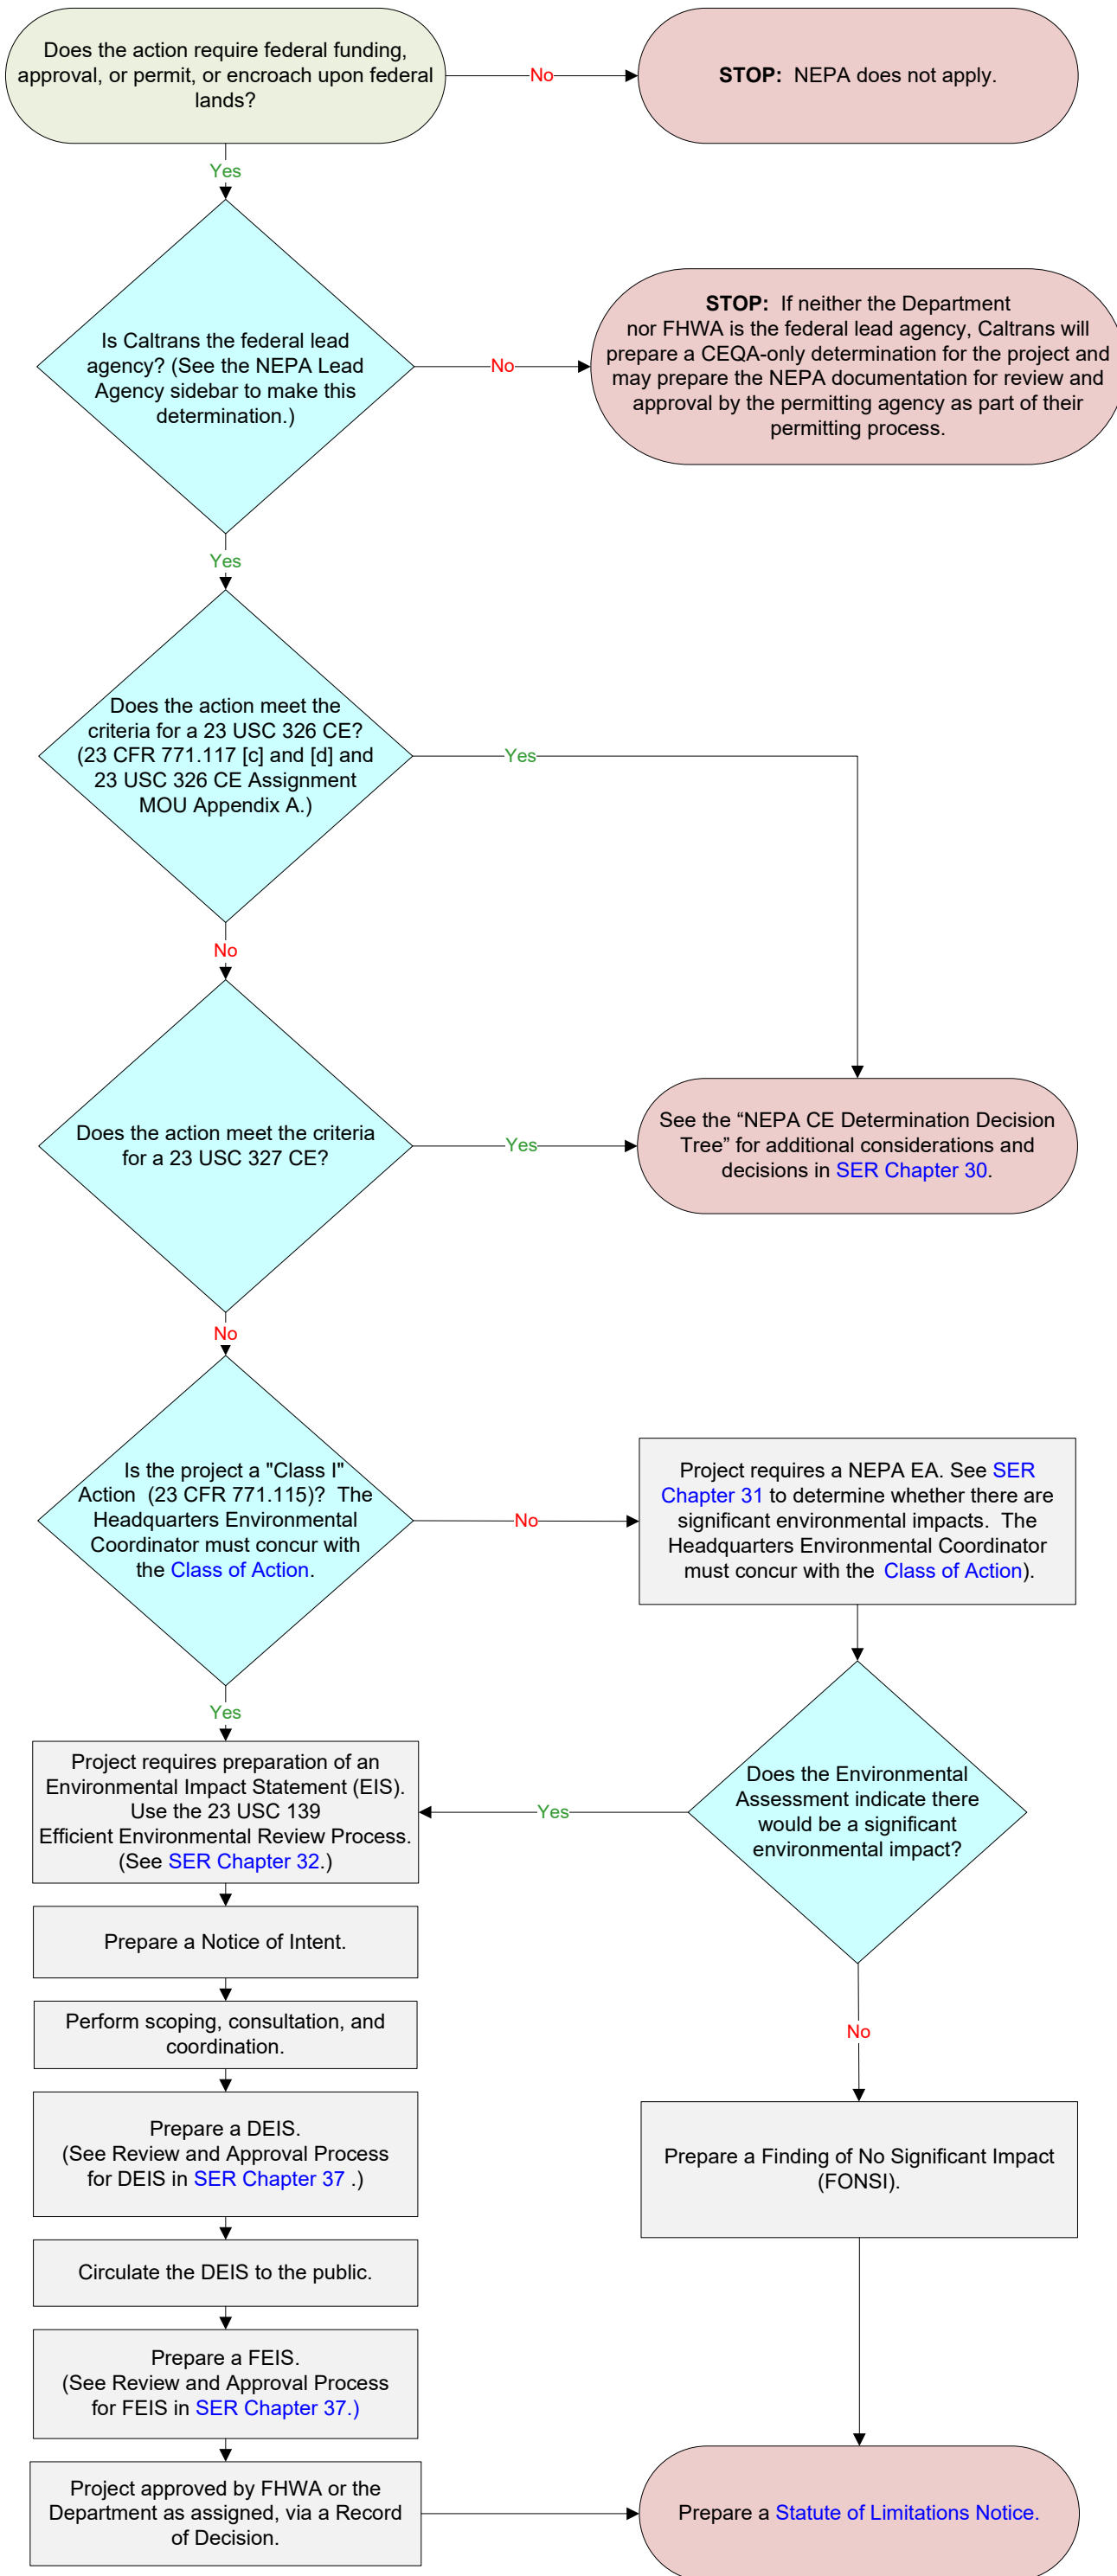 Does the action require federal funding,
approval, or permit, or encroach upon federal
lands?
No
STOP: NEPA does not apply.
Yes
Is Caltrans the federal lead
agency? (See the NEPA Lead
Agency sidebar to make this
determination.)
No
STOP: If neither the Department
nor FHWA is the federal lead agency, Caltrans will
prepare a CEQA-only determination for the project and
may prepare the NEPA documentation for review and
approval by the permitting agency as part of their
permitting process.
Yes
Does the action meet the
criteria for a 23 USC 326 CE?
(23 CFR 771.117 [c] and [d] and
23 USC 326 CE Assignment
MOU Appendix A.)
Yes
No
Does the action meet the criteria
for a 23 USC 327 CE?
Yes
See the “NEPA CE Determination Decision
Tree” for additional considerations and
decisions in SER Chapter 30.
No
Is the project a "Class I"
Action (23 CFR 771.115)? The
Headquarters Environmental
Coordinator must concur with
the Class of Action.
No
Project requires a NEPA EA. See SER
Chapter 31 to determine whether there are
significant environmental impacts. The
Headquarters Environmental Coordinator
must concur with the Class of Action).
Yes
Project requires preparation of an
Environmental Impact Statement (EIS).
Use the 23 USC 139
Efficient Environmental Review Process.
(See SER Chapter 32.)
Yes
Does the Environmental
Assessment indicate there
would be a significant
environmental impact?
Prepare a Notice of Intent.
Perform scoping, consultation, and
coordination.
No
Prepare a DEIS.
(See Review and Approval Process
for DEIS in SER Chapter 37 .)
Prepare a Finding of No Significant Impact
(FONSI).
Circulate the DEIS to the public.
Prepare a FEIS.
(See Review and Approval Process
for FEIS in SER Chapter 37.)
Project approved by FHWA or the
Department as assigned, via a Record
of Decision.
Prepare a Statute of Limitations Notice.